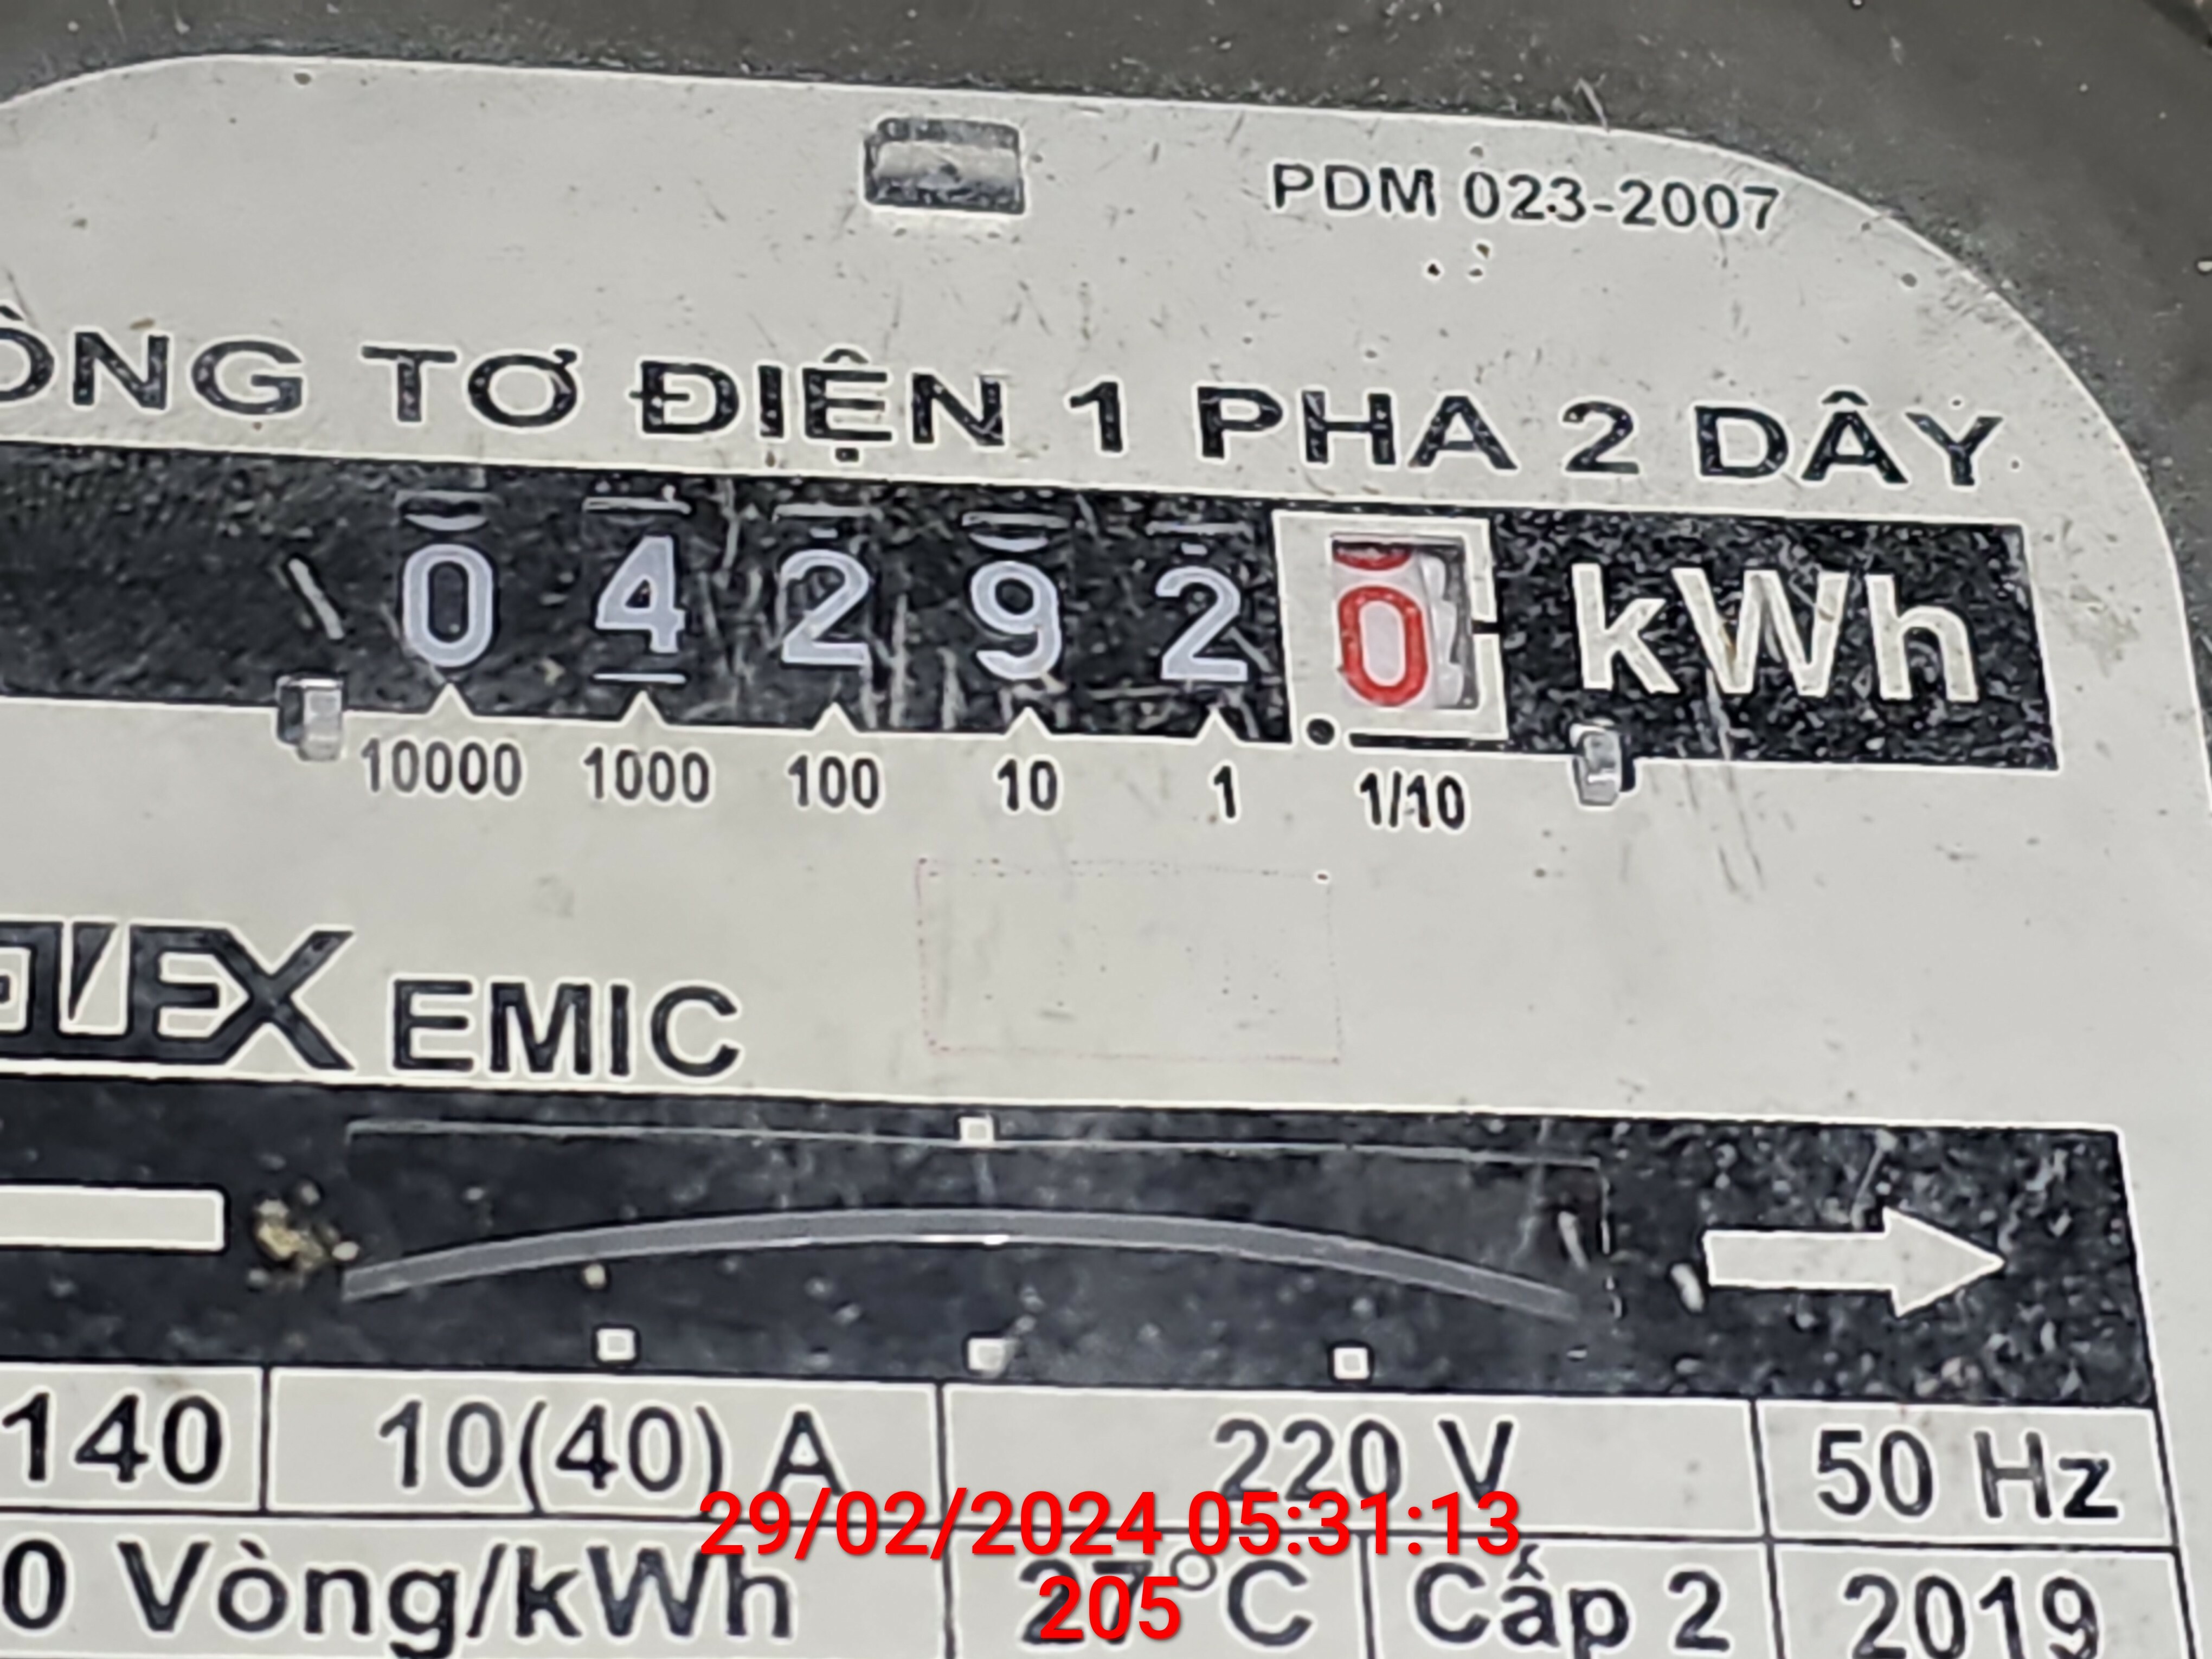 PDM 023-2007
ÔNG TƠ ĐIỆN 1 PHA 2 DÂY
0 4 2 9 2 0 kWh
10000 1000 100 10 1 1/10
EMIC
140 10(40) A 220 V 50 Hz
29/02/2024 05:31:13
0 Vòng/kWh 27°C Cấp 2 2019
205